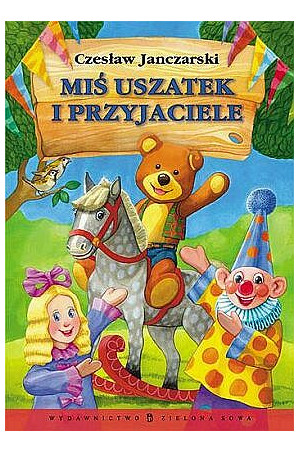 Czesław Janczarski
MIŚ USZATEK
I PRZYJACIELE
WYDAWNICTWO ZIELONA SOWA